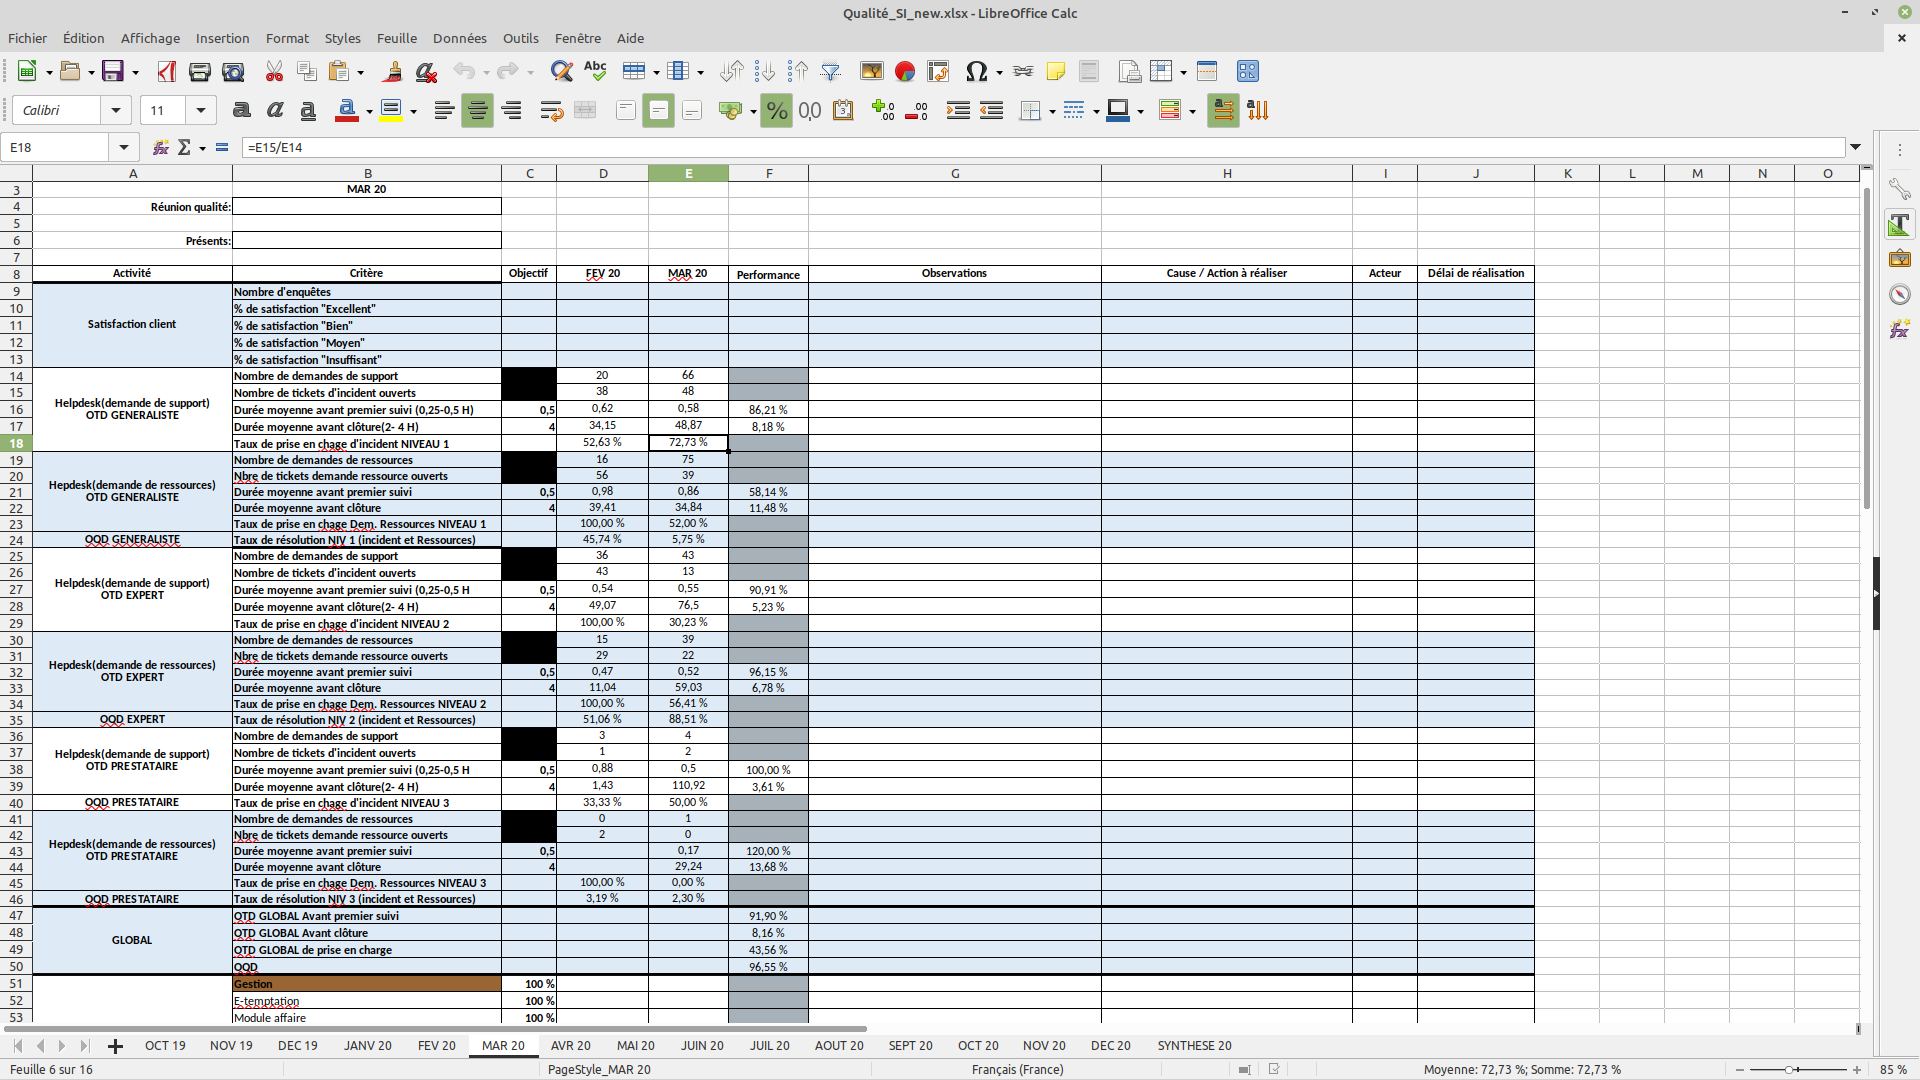 Qualité_SI_new.xlsx - LibreOffice Calc
Fichier Édition Affichage Insertion Format Styles Feuille Données Outils Fenêtre Aide
Calibri 11
E18 =E15/E14
A B C D E F G H I J K L M N O
3 MAR 20
4 Réunion qualité:
5
6 Présents:
7
8 Activité Critère Objectif FEV 20 MAR 20 Performance Observations Cause / Action à réaliser Acteur Délai de réalisation
9 Nombre d'enquêtes
10 % de satisfaction "Excellent"
11 Satisfaction client % de satisfaction "Bien"
12 % de satisfaction "Moyen"
13 % de satisfaction "Insuffisant"
14 Nombre de demandes de support 20 66
15 Nombre de tickets d'incident ouverts 38 48
16 Helpdesk(demande de support) Durée moyenne avant premier suivi (0,25-0,5 H) 0,5 0,62 0,58 86,21 %
17 OTD GENERALISTE Durée moyenne avant clôture(2- 4 H) 4 34,15 48,87 8,18 %
18 Taux de prise en chage d'incident NIVEAU 1 52,63 % 72,73 %
19 Nombre de demandes de ressources 16 75
20 Nbre de tickets demande ressource ouverts 56 39
21 Hepdesk(demande de ressources) Durée moyenne avant premier suivi 0,5 0,98 0,86 58,14 %
22 OTD GENERALISTE Durée moyenne avant clôture 4 39,41 34,84 11,48 %
23 Taux de prise en chage Dem. Ressources NIVEAU 1 100,00 % 52,00 %
24 OQD GENERALISTE Taux de résolution NIV 1 (incident et Ressources) 45,74 % 5,75 %
25 Nombre de demandes de support 36 43
26 Nombre de tickets d'incident ouverts 43 13
27 Helpdesk(demande de support) Durée moyenne avant premier suivi (0,25-0,5 H 0,5 0,54 0,55 90,91 %
28 OTD EXPERT Durée moyenne avant clôture(2- 4 H) 4 49,07 76,5 5,23 %
29 Taux de prise en chage d'incident NIVEAU 2 100,00 % 30,23 %
30 Nombre de demandes de ressources 15 39
31 Nbre de tickets demande ressource ouverts 29 22
32 Hepdesk(demande de ressources) Durée moyenne avant premier suivi 0,5 0,47 0,52 96,15 %
33 OTD EXPERT Durée moyenne avant clôture 4 11,04 59,03 6,78 %
34 Taux de prise en chage Dem. Ressources NIVEAU 2 100,00 % 56,41 %
35 OQD EXPERT Taux de résolution NIV 2 (incident et Ressources) 51,06 % 88,51 %
36 Nombre de demandes de support 3 4
37 Nombre de tickets d'incident ouverts 1 2
38 Helpdesk(demande de support) Durée moyenne avant premier suivi (0,25-0,5 H 0,5 0,88 0,5 100,00 %
39 OTD PRESTATAIRE Durée moyenne avant clôture(2- 4 H) 4 1,43 110,92 3,61 %
40 OQD PRESTATAIRE Taux de prise en chage d'incident NIVEAU 3 33,33 % 50,00 %
41 Nombre de demandes de ressources 0 1
42 Nbre de tickets demande ressource ouverts 2 0
43 Hepdesk(demande de ressources) Durée moyenne avant premier suivi 0,5 0,17 120,00 %
44 OTD PRESTATAIRE Durée moyenne avant clôture 4 29,24 13,68 %
45 Taux de prise en chage Dem. Ressources NIVEAU 3 100,00 % 0,00 %
46 OQD PRESTATAIRE Taux de résolution NIV 3 (incident et Ressources) 3,19 % 2,30 %
47 OTD GLOBAL Avant premier suivi 91,90 %
48 GLOBAL OTD GLOBAL Avant clôture 8,16 %
49 OTD GLOBAL de prise en charge 43,56 %
50 OQD 96,55 %
51 Gestion 100 %
52 E-temptation 100 %
53 Module affaire 100 %
OCT 19 NOV 19 DEC 19 JANV 20 FEV 20 MAR 20 AVR 20 MAI 20 JUIN 20 JUIL 20 AOUT 20 SEPT 20 OCT 20 NOV 20 DEC 20 SYNTHESE 20
Feuille 6 sur 16 PageStyle_MAR 20 Français (France) Moyenne: 72,73 %; Somme: 72,73 % 85 %